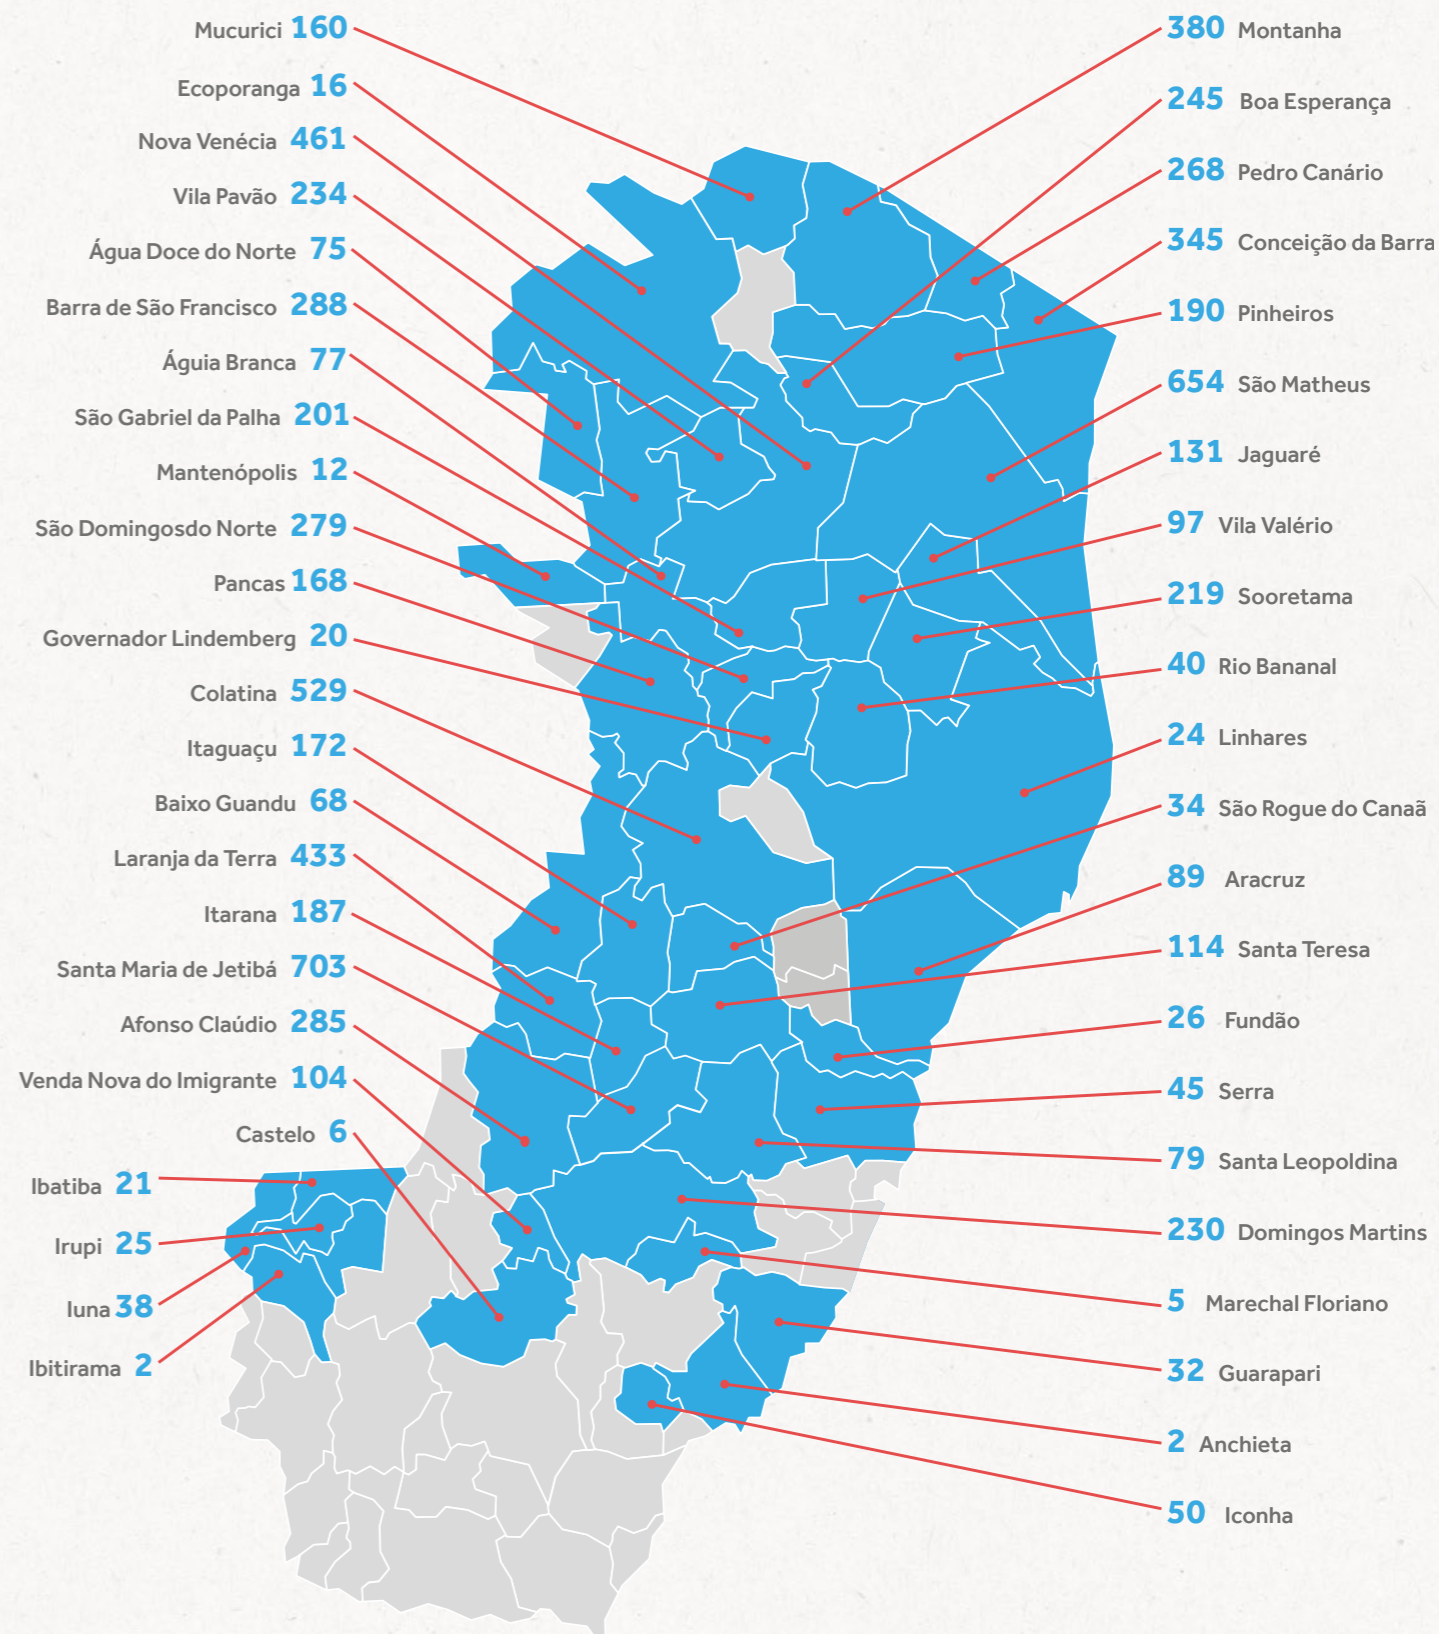 Mucurici 160
Ecoporanga 16
Nova Venécia 461
Vila Pavão 234
Água Doce do Norte 75
Barra de São Francisco 288
Águia Branca 77
São Gabriel da Palha 201
Mantenópolis 12
São Domingosdo Norte 279
Pancas 168
Governador Lindemberg 20
Colatina 529
Itaguaçu 172
Baixo Guandu 68
Laranja da Terra 433
Itarana 187
Santa Maria de Jetibá 703
Afonso Claúdio 285
Venda Nova do Imigrante 104
Castelo 6
Ibatiba 21
Irupi 25
Iuna 38
Ibitirama 2
380 Montanha
245 Boa Esperança
268 Pedro Canário
345 Conceição da Barra
190 Pinheiros
654 São Matheus
131 Jaguaré
97 Vila Valério
219 Sooretama
40 Rio Bananal
24 Linhares
34 São Rogue do Canaã
89 Aracruz
114 Santa Teresa
26 Fundão
45 Serra
79 Santa Leopoldina
230 Domingos Martins
5 Marechal Floriano
32 Guarapari
2 Anchieta
50 Iconha